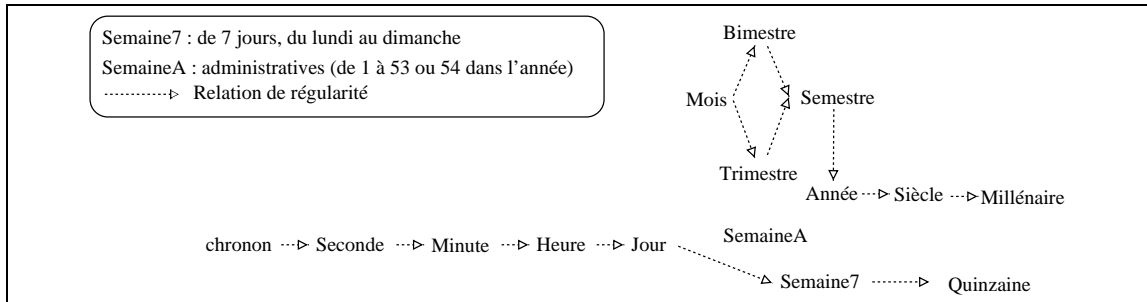 Semaine7 : de 7 jours, du lundi au dimanche
SemaineA : administratives (de 1 à 53 ou 54 dans l'année)
Relation de régularité
Bimestre
Mois
Semestre
Trimestre
Année
Siècle
Millénaire
SemaineA
chronon
Seconde
Minute
Heure
Jour
Semaine7
Quinzaine